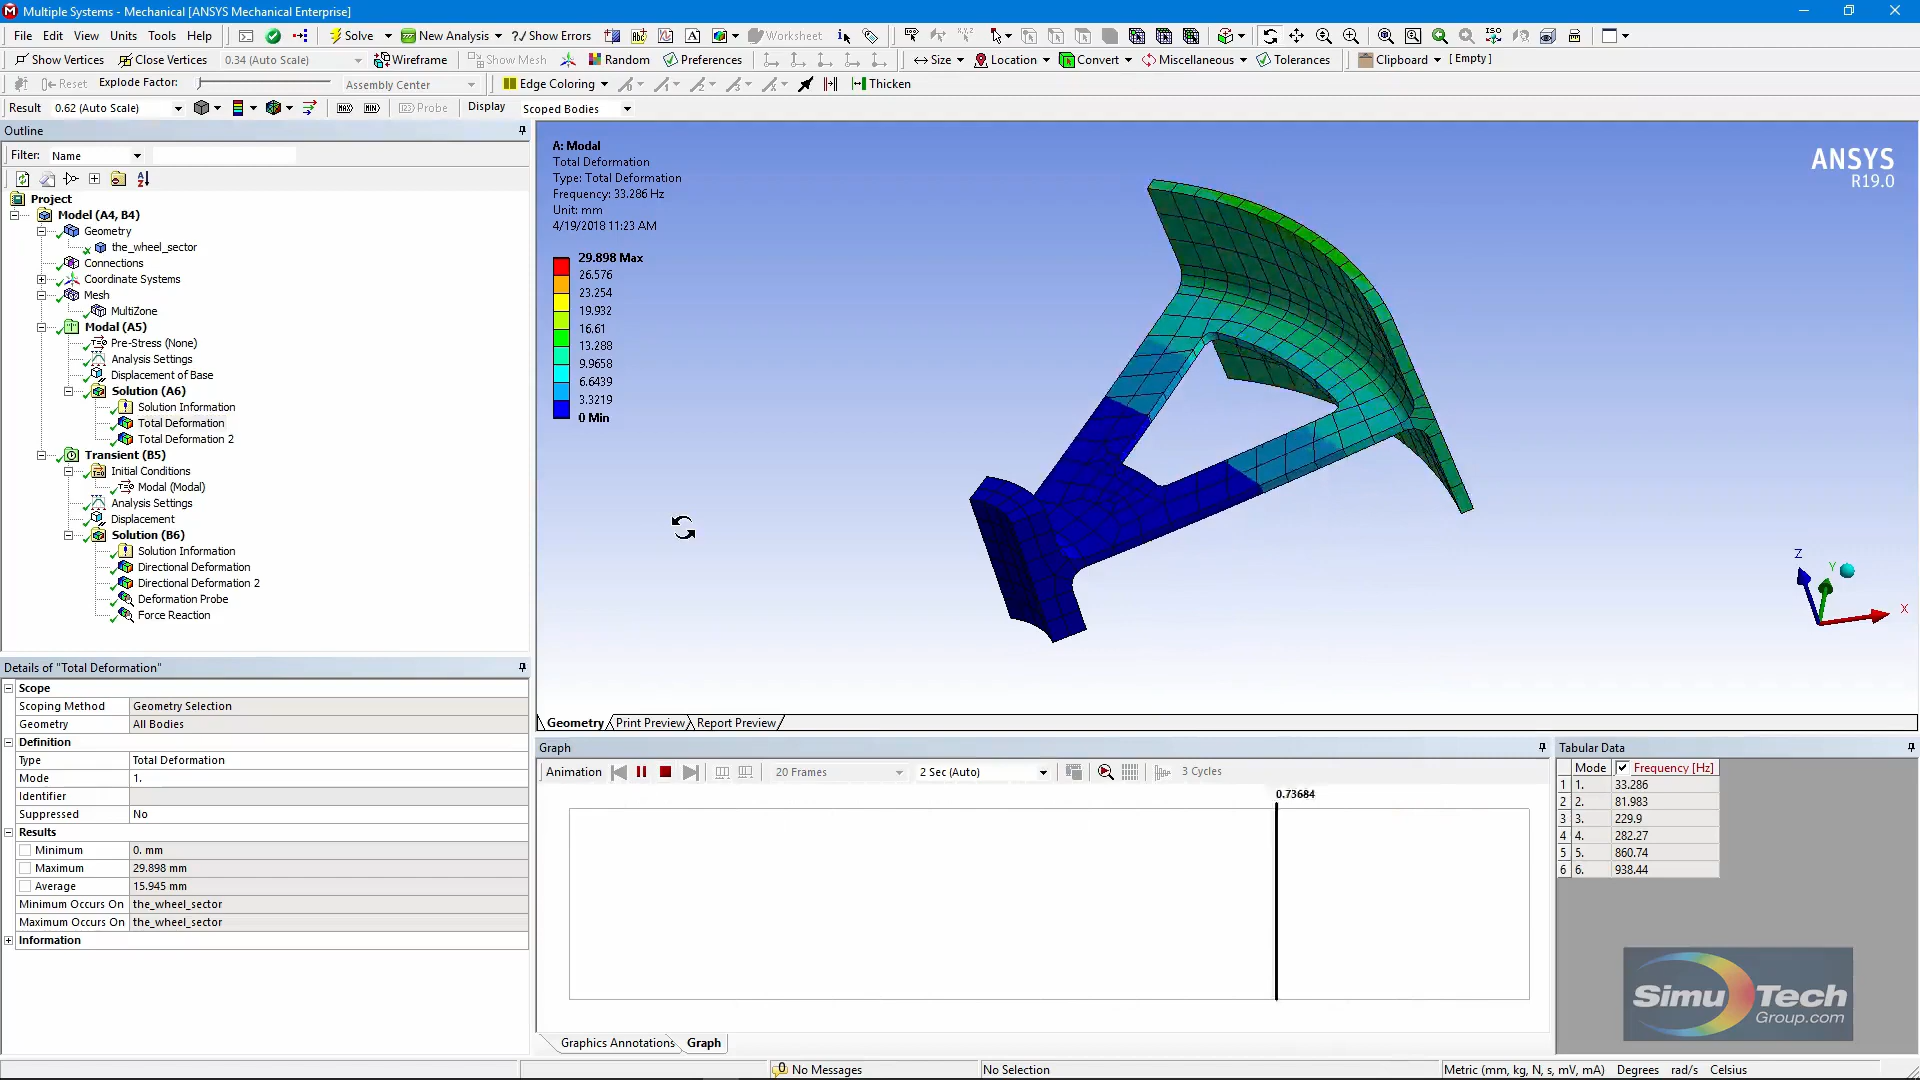 Multiple Systems - Mechanical [ANSYS Mechanical Enterprise]
File Edit View Units Tools Help Solve New Analysis ?/ Show Errors Worksheet
Show Vertices Close Vertices 0.34 (Auto Scale) Wireframe Show Mesh Random Preferences Size Location Convert Miscellaneous Tolerances Clipboard [ Empty ]
Reset Explode Factor: Assembly Center Edge Coloring Thicken
Result 0.62 (Auto Scale) MAX MIN Probe Display Scoped Bodies
Outline
Filter: Name
Project
Model (A4, B4)
Geometry
the_wheel_sector
Connections
Coordinate Systems
Mesh
MultiZone
Modal (A5)
Pre-Stress (None)
Analysis Settings
Displacement of Base
Solution (A6)
Solution Information
Total Deformation
Total Deformation 2
Transient (B5)
Initial Conditions
Modal (Modal)
Analysis Settings
Displacement
Solution (B6)
Solution Information
Directional Deformation
Directional Deformation 2
Deformation Probe
Force Reaction
Details of "Total Deformation"
Scope
Scoping Method Geometry Selection
Geometry All Bodies
Definition
Type Total Deformation
Mode 1.
Identifier
Suppressed No
Results
Minimum 0. mm
Maximum 29.898 mm
Average 15.945 mm
Minimum Occurs On the_wheel_sector
Maximum Occurs On the_wheel_sector
Information
A: Modal
Total Deformation
Type: Total Deformation
Frequency: 33.286 Hz
Unit: mm
4/19/2018 11:23 AM
29.898 Max
26.576
23.254
19.932
16.61
13.288
9.9658
6.6439
3.3219
0 Min
ANSYS
R19.0
Z
Y
X
Geometry Print Preview Report Preview
Graph
Animation 20 Frames 2 Sec (Auto) 3 Cycles
0.73684
Graphics Annotations Graph
Tabular Data
Mode Frequency [Hz]
1 1. 33.286
2 2. 81.983
3 3. 229.9
4 4. 282.27
5 5. 860.74
6 6. 938.44
SimuTech
Group.com
0 No Messages No Selection Metric (mm, kg, N, s, mV, mA) Degrees rad/s Celsius